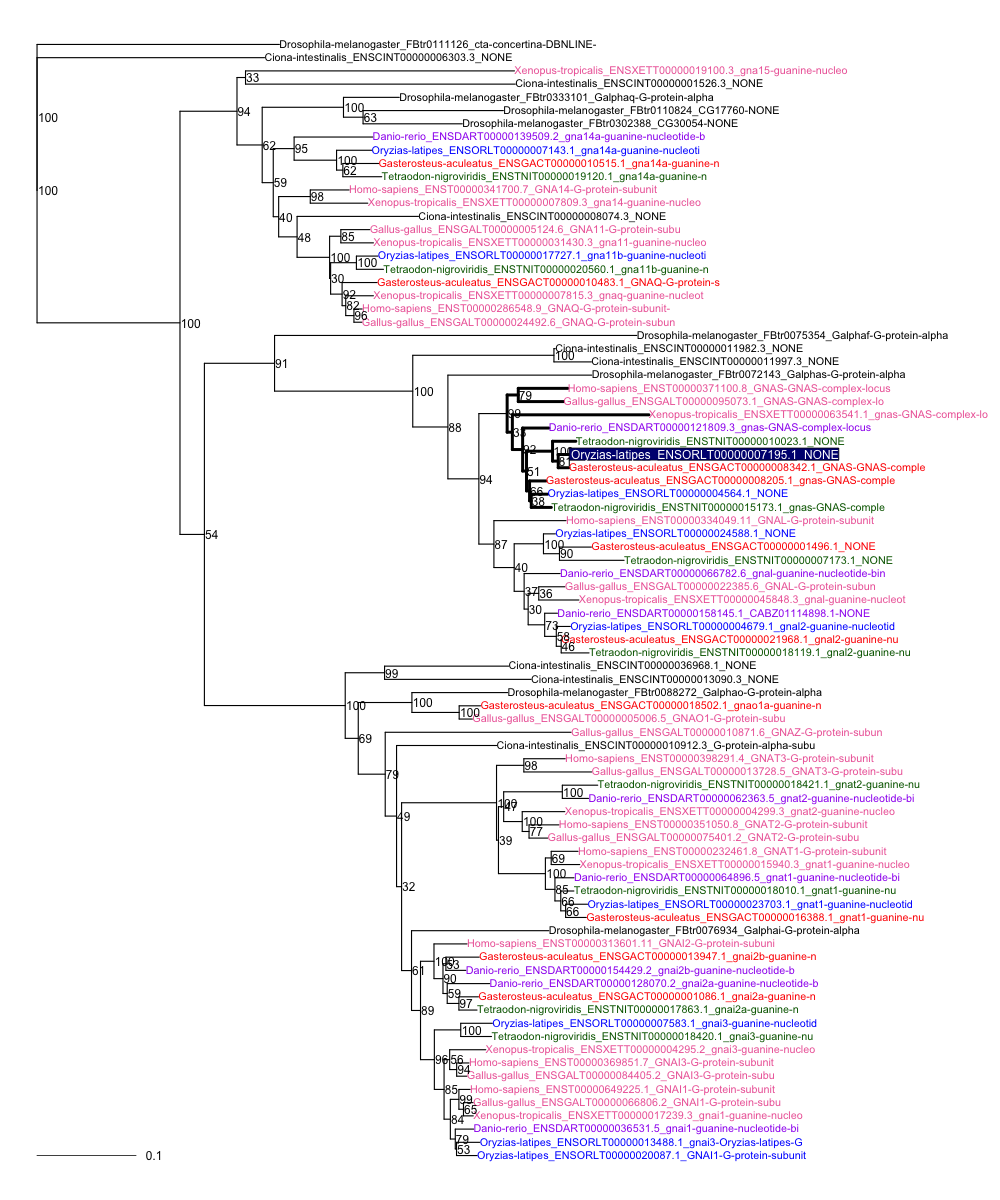 Drosophila-melanogaster_FBtr0111126_cta-concertina-DBNLINE-
Ciona-intestinalis_ENSCINT00000006303.3_NONE
Xenopus-tropicalis_ENSXETT00000019100.3_gna15-guanine-nucleo
33
Ciona-intestinalis_ENSCINT00000001526.3_NONE
Drosophila-melanogaster_FBtr0333101_Galphaq-G-protein-alpha
94
100
Drosophila-melanogaster_FBtr0110824_CG17760-NONE
100
63
Drosophila-melanogaster_FBtr0302388_CG30054-NONE
Danio-rerio_ENSDART00000139509.2_gna14a-guanine-nucleotide-b
62
95
Oryzias-latipes_ENSORLT00000007143.1_gna14a-guanine-nucleoti
100
Gasterosteus-aculeatus_ENSGACT00000010515.1_gna14a-guanine-n
62
Tetraodon-nigroviridis_ENSTNIT00000019120.1_gna14a-guanine-n
59
100
Homo-sapiens_ENST00000341700.7_GNA14-G-protein-subunit
98
Xenopus-tropicalis_ENSXETT00000007809.3_gna14-guanine-nucleo
40
Ciona-intestinalis_ENSCINT00000008074.3_NONE
Gallus-gallus_ENSGALT00000005124.6_GNA11-G-protein-subu
48
85
Xenopus-tropicalis_ENSXETT00000031430.3_gna11-guanine-nucleo
100
Oryzias-latipes_ENSORLT00000017727.1_gna11b-guanine-nucleoti
100
Tetraodon-nigroviridis_ENSTNIT00000020560.1_gna11b-guanine-n
30
Gasterosteus-aculeatus_ENSGACT00000010483.1_GNAQ-G-protein-s
92
Xenopus-tropicalis_ENSXETT00000007815.3_gnaq-guanine-nucleot
82
Homo-sapiens_ENST00000286548.9_GNAQ-G-protein-subunit-
96
Gallus-gallus_ENSGALT00000024492.6_GNAQ-G-protein-subun
100
Drosophila-melanogaster_FBtr0075354_Galphaf-G-protein-alpha
Ciona-intestinalis_ENSCINT00000011982.3_NONE
100
91
Ciona-intestinalis_ENSCINT00000011997.3_NONE
Drosophila-melanogaster_FBtr0072143_Galphas-G-protein-alpha
100
Homo-sapiens_ENST00000371100.8_GNAS-GNAS-complex-locus
79
Gallus-gallus_ENSGALT00000095073.1_GNAS-GNAS-complex-lo
99
Xenopus-tropicalis_ENSXETT00000063541.1_gnas-GNAS-complex-lo
88
33
Danio-rerio_ENSDART00000121809.3_gnas-GNAS-complex-locus
Tetraodon-nigroviridis_ENSTNIT00000010023.1_NONE
92
100
Oryzias-latipes_ENSORLT00000007195.1_NONE
81
Gasterosteus-aculeatus_ENSGACT00000008342.1_GNAS-GNAS-comple
51
94
Gasterosteus-aculeatus_ENSGACT00000008205.1_gnas-GNAS-comple
66
Oryzias-latipes_ENSORLT00000004564.1_NONE
38
Tetraodon-nigroviridis_ENSTNIT00000015173.1_gnas-GNAS-comple
Homo-sapiens_ENST00000334049.11_GNAL-G-protein-subunit
54
Oryzias-latipes_ENSORLT00000024588.1_NONE
87
100
Gasterosteus-aculeatus_ENSGACT00000001496.1_NONE
90
Tetraodon-nigroviridis_ENSTNIT00000007173.1_NONE
40
Danio-rerio_ENSDART00000066782.6_gnal-guanine-nucleotide-bin
Gallus-gallus_ENSGALT00000022385.6_GNAL-G-protein-subun
37
36
Xenopus-tropicalis_ENSXETT00000045848.3_gnal-guanine-nucleot
30
Danio-rerio_ENSDART00000158145.1_CABZ01114898.1-NONE
73
Oryzias-latipes_ENSORLT00000004679.1_gnal2-guanine-nucleotid
58
Gasterosteus-aculeatus_ENSGACT00000021968.1_gnal2-guanine-nu
46
Tetraodon-nigroviridis_ENSTNIT00000018119.1_gnal2-guanine-nu
Ciona-intestinalis_ENSCINT00000036968.1_NONE
99
Ciona-intestinalis_ENSCINT00000013090.3_NONE
Drosophila-melanogaster_FBtr0088272_Galphao-G-protein-alpha
100
100
Gasterosteus-aculeatus_ENSGACT00000018502.1_gnao1a-guanine-n
100
Gallus-gallus_ENSGALT00000005006.5_GNAO1-G-protein-subu
Gallus-gallus_ENSGALT00000010871.6_GNAZ-G-protein-subun
69
Ciona-intestinalis_ENSCINT00000010912.3_G-protein-alpha-subu
Homo-sapiens_ENST00000398291.4_GNAT3-G-protein-subunit
98
Gallus-gallus_ENSGALT00000013728.5_GNAT3-G-protein-subu
79
Tetraodon-nigroviridis_ENSTNIT00000018421.1_gnat2-guanine-nu
100
Danio-rerio_ENSDART00000062363.5_gnat2-guanine-nucleotide-bi
100
47
Xenopus-tropicalis_ENSXETT00000004299.3_gnat2-guanine-nucleo
49
100
Homo-sapiens_ENST00000351050.8_GNAT2-G-protein-subunit
77
Gallus-gallus_ENSGALT00000075401.2_GNAT2-G-protein-subu
39
Homo-sapiens_ENST00000232461.8_GNAT1-G-protein-subunit
69
Xenopus-tropicalis_ENSXETT00000015940.3_gnat1-guanine-nucleo
100
Danio-rerio_ENSDART00000064896.5_gnat1-guanine-nucleotide-bi
32
85
Tetraodon-nigroviridis_ENSTNIT00000018010.1_gnat1-guanine-nu
66
Oryzias-latipes_ENSORLT00000023703.1_gnat1-guanine-nucleotid
66
Gasterosteus-aculeatus_ENSGACT00000016388.1_gnat1-guanine-nu
Drosophila-melanogaster_FBtr0076934_Galphai-G-protein-alpha
Homo-sapiens_ENST00000313601.11_GNAI2-G-protein-subuni
Gasterosteus-aculeatus_ENSGACT00000013947.1_gnai2b-guanine-n
100
53
61
Danio-rerio_ENSDART00000154429.2_gnai2b-guanine-nucleotide-b
90
Danio-rerio_ENSDART00000128070.2_gnai2a-guanine-nucleotide-b
59
Gasterosteus-aculeatus_ENSGACT00000001086.1_gnai2a-guanine-n
97
Tetraodon-nigroviridis_ENSTNIT00000017863.1_gnai2a-guanine-n
89
Oryzias-latipes_ENSORLT00000007583.1_gnai3-guanine-nucleotid
100
Tetraodon-nigroviridis_ENSTNIT00000018420.1_gnai3-guanine-nu
Xenopus-tropicalis_ENSXETT00000004295.2_gnai3-guanine-nucleo
96
56
Homo-sapiens_ENST00000369851.7_GNAI3-G-protein-subunit
94
Gallus-gallus_ENSGALT00000084405.2_GNAI3-G-protein-subu
85
Homo-sapiens_ENST00000649225.1_GNAI1-G-protein-subunit
99
Gallus-gallus_ENSGALT00000066806.2_GNAI1-G-protein-subu
65
Xenopus-tropicalis_ENSXETT00000017239.3_gnai1-guanine-nucleo
84
Danio-rerio_ENSDART00000036531.5_gnai1-guanine-nucleotide-bi
79
Oryzias-latipes_ENSORLT00000013488.1_gnai3-Oryzias-latipes-G
53
Oryzias-latipes_ENSORLT00000020087.1_GNAI1-G-protein-subunit
0.1